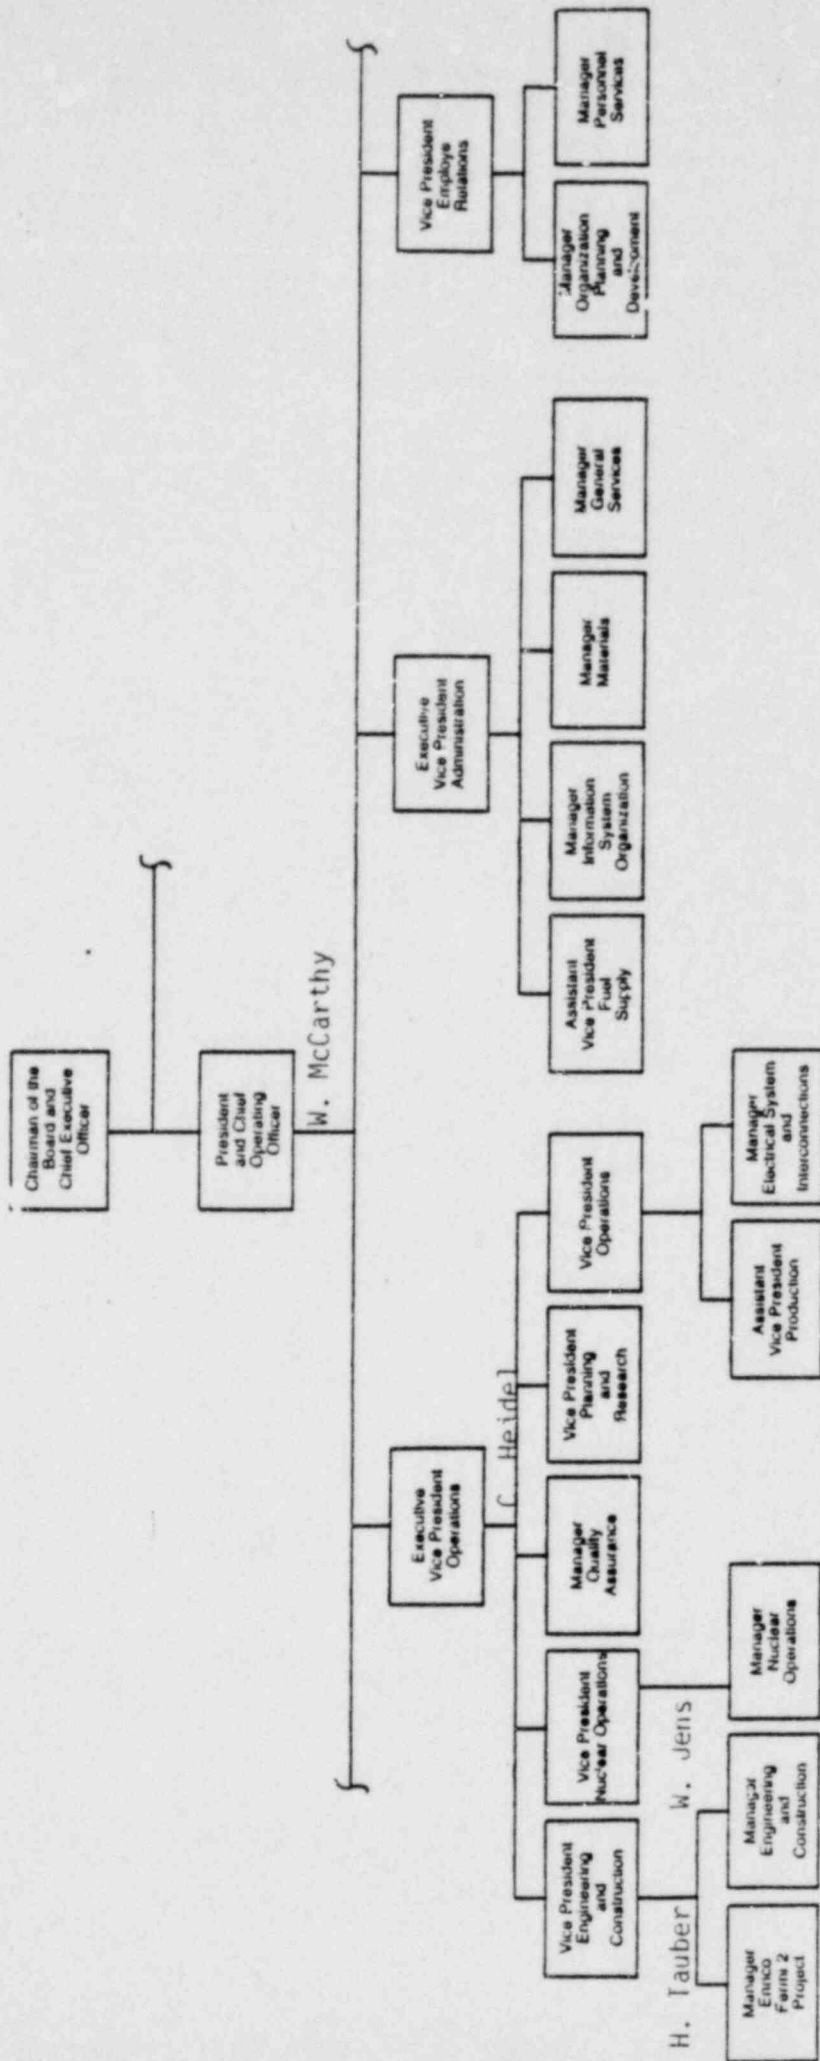 Chairman of the
Board and
Chief Executive
Officer
President
and Chief
Operating
Officer
W. McCarthy
Executive
Vice President
Operations
Executive
Vice President
Administration
Vice President
Employe
Relations
C Heidel
Vice President
Engineering
and
Construction
Vice President
Nuclear Operations
Manager
Quality
Assurance
Vice President
Planning
and
Research
Vice President
Operations
Assistant
Vice President
Fuel
Supply
Manager
Information
System
Organization
Manager
Materials
Manager
General
Services
Manager
Organization
Planning
and
Development
Manager
Personnel
Services
H. Tauber
W. Jens
Manager
Enrico
Fermi 2
Project
Manager
Engineering
and
Construction
Manager
Nuclear
Operations
Assistant
Vice President
Production
Manager
Electrical System
and
Interconnections